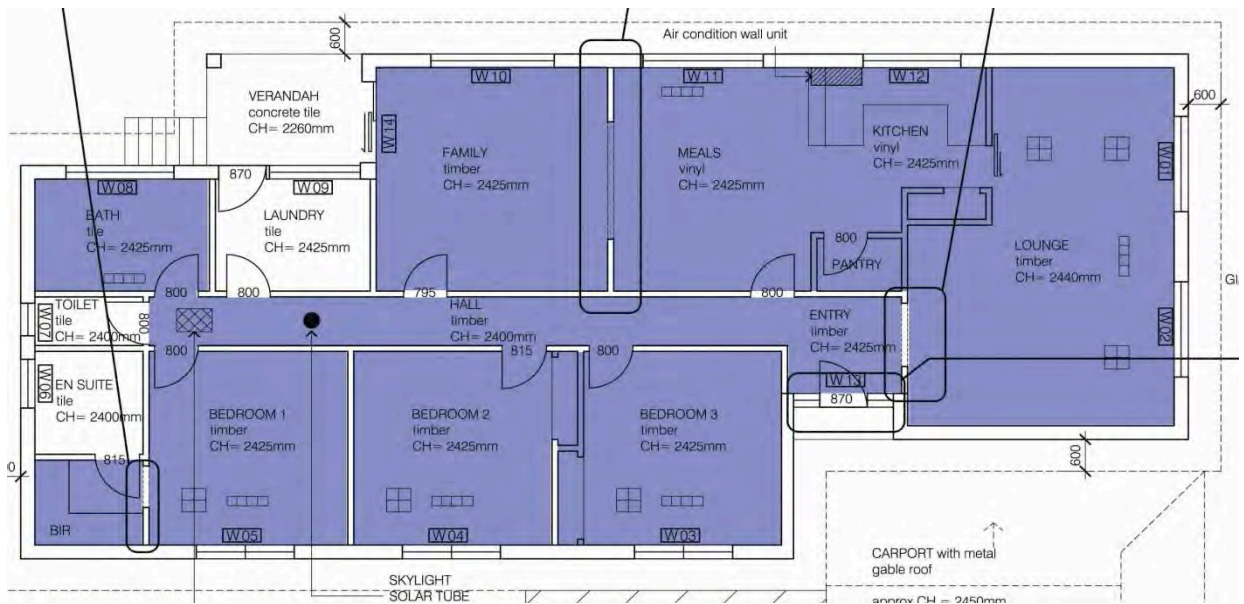 600
Air condition wall unit
W10
W11
W12
VERANDAH
concrete tile
CH= 2260mm
600
W14
FAMILY
timber
CH= 2425mm
MEALS
vinyl
CH= 2425mm
KITCHEN
vinyl
CH= 2425mm
W01
870
W08
W09
BATH
tile
CH= 2425mm
LAUNDRY
tile
CH= 2425mm
800
PANTRY
LOUNGE
timber
CH= 2440mm
800
800
795
800
TOILET
tile
CH= 2400mm
W07
800
HALL
timber
CH= 2400mm
ENTRY
timber
CH= 2425mm
W02
800
815
800
W13
870
W06
EN SUITE
tile
CH= 2400mm
BEDROOM 1
timber
CH= 2425mm
BEDROOM 2
timber
CH= 2425mm
BEDROOM 3
timber
CH= 2425mm
815
600
BIR
W05
W04
W03
CARPORT with metal
gable roof
approx CH = 2450mm
SKYLIGHT
SOLAR TUBE